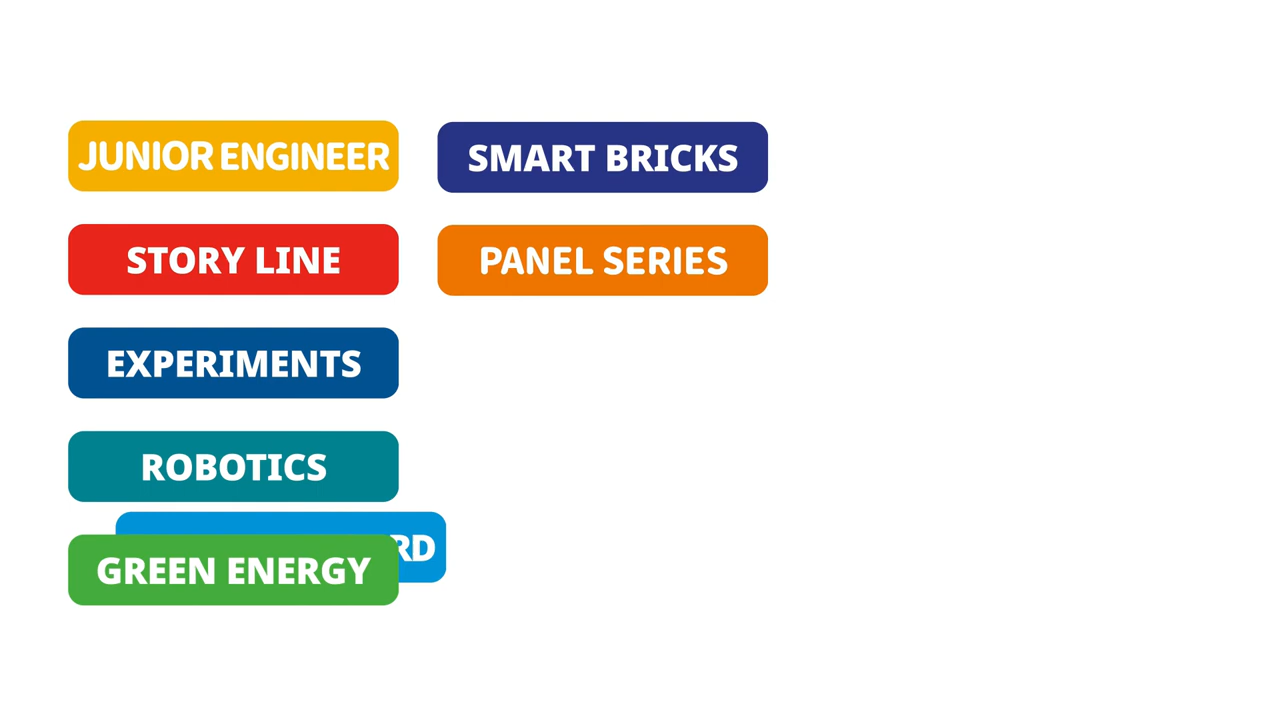 JUNIOR ENGINEER
STORY LINE
EXPERIMENTS
ROBOTICS
GREEN ENERGY
SMART BRICKS
PANEL SERIES